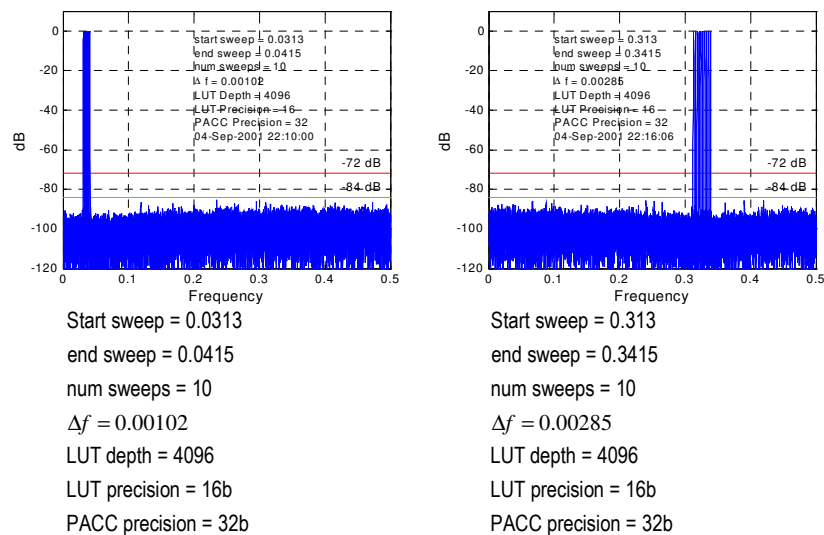 0
-20
-40
-60
-80
-100
-120
dB
start sweep = 0.0313
end sweep = 0.0415
num sweeps = 10
Δ f = 0.00102
LUT Depth = 4096
LUT Precision = 16
PACC Precision = 32
04-Sep-2001 22:10:00
-72 dB
-84 dB
0 0.1 0.2 0.3 0.4 0.5
Frequency
Start sweep = 0.0313
end sweep = 0.0415
num sweeps = 10
Δf = 0.00102
LUT depth = 4096
LUT precision = 16b
PACC precision = 32b
0
-20
-40
-60
-80
-100
-120
dB
start sweep = 0.313
end sweep = 0.3415
num sweeps = 10
Δ f = 0.00285
LUT Depth = 4096
LUT Precision = 16
PACC Precision = 32
04-Sep-2001 22:16:06
-72 dB
-84 dB
0 0.1 0.2 0.3 0.4 0.5
Frequency
Start sweep = 0.313
end sweep = 0.3415
num sweeps = 10
Δf = 0.00285
LUT depth = 4096
LUT precision = 16b
PACC precision = 32b